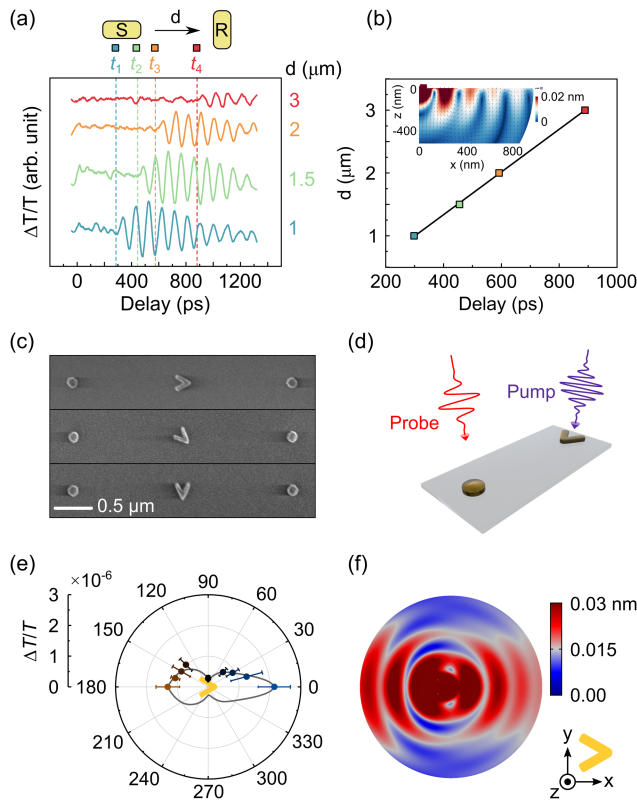 (a)
S
d
R
t1
t2
t3
t4
d (μm)
ΔT/T (arb. unit)
3
2
1.5
1
0
400
800
1200
Delay (ps)
(b)
d (μm)
3
2
1
z (nm)
0
-400
0
400
800
x (nm)
0.02 nm
0
200
400
600
800
1000
Delay (ps)
(c)
0.5 μm
(d)
Probe
Pump
(e)
×10-6
ΔT/T
3
2
1
0
90
60
30
0
330
300
270
240
210
180
150
120
(f)
0.03 nm
0.015
0.00
y
z
x